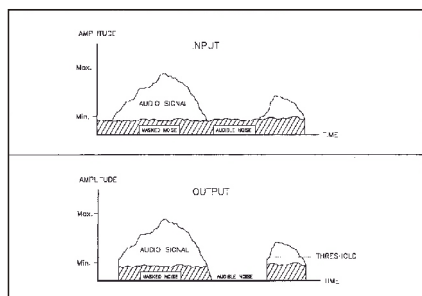 AMPLITUDE
INPUT
Max.
AUDIO SIGNAL
Min.
MASKED NOISE
AUDIBLE NOISE
TIME
AMPLITUDE
OUTPUT
Max.
AUDIO SIGNAL
THRESHOLD
Min.
MASKED NOISE
AUDIBLE NOISE
TIME